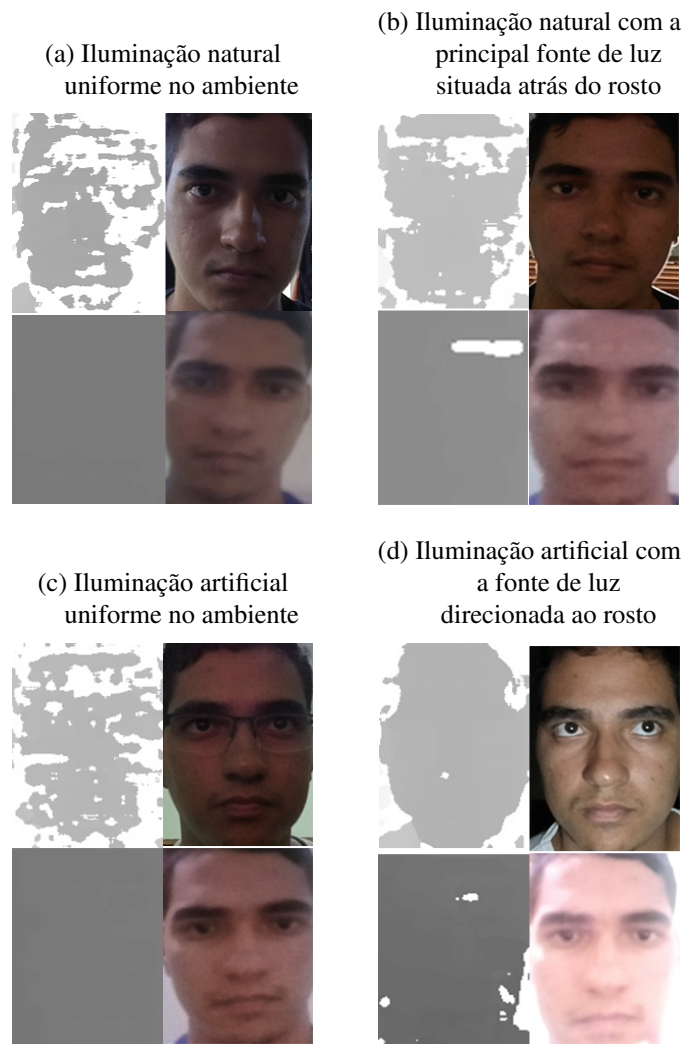 (a) Iluminação natural
uniforme no ambiente
(b) Iluminação natural com a
principal fonte de luz
situada atrás do rosto
(c) Iluminação artificial
uniforme no ambiente
(d) Iluminação artificial com
a fonte de luz
direcionada ao rosto